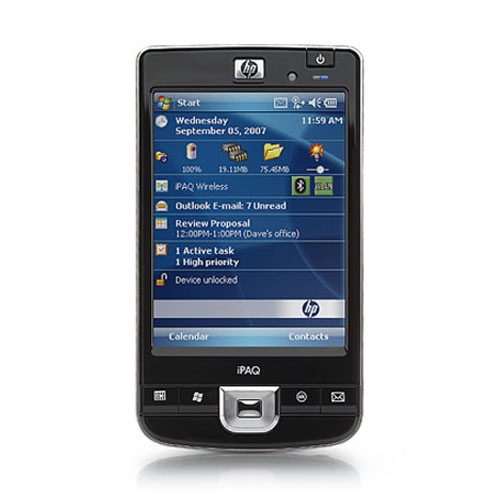 hp
Start
Wednesday
11:59 AM
September 05, 2007
100% 19.11MB 75.45MB
iPAQ Wireless
WLAN
Outlook E-mail: 7 Unread
Review Proposal
12:00PM-1:00PM (Dave's office)
1 Active task
1 High priority
Device unlocked
hp
Calendar Contacts
iPAQ
ok